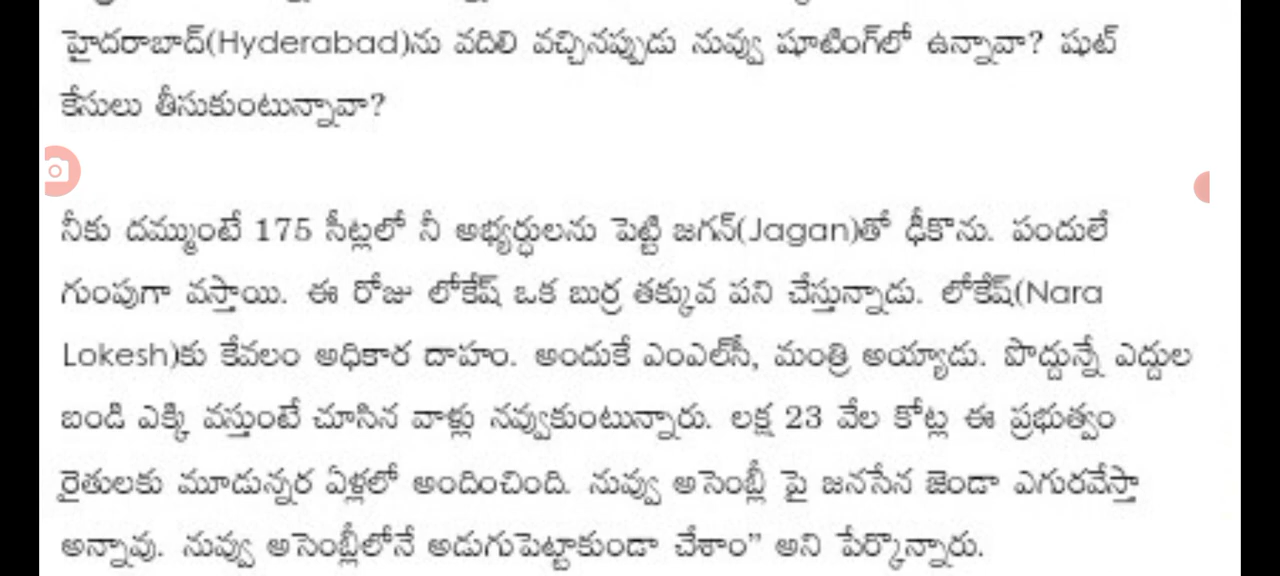 హైదరాబాద్(Hyderabad)ను వదిలి వచ్చినప్పుడు నువ్వు షూటింగ్‌లో ఉన్నావా? షుట్
కేసులు తీసుకుంటున్నావా?
నీకు దమ్ముంటే 175 సీట్లలో నీ అభ్యర్ధులను పెట్టి జగన్(Jagan)తో ఢీకొను. పందులే
గుంపుగా వస్తాయి. ఈ రోజు లోకేష్ ఒక బుర్ర తక్కువ పని చేస్తున్నాడు. లోకేష్(Nara
Lokesh)కు కేవలం అధికార దాహం. అందుకే ఎంఎల్‌సీ, మంత్రి అయ్యాడు. పొద్దున్నే ఎద్దుల
బండి ఎక్కి వస్తుంటే చూసిన వాళ్లు నవ్వుకుంటున్నారు. లక్ష 23 వేల కోట్ల ఈ ప్రభుత్వం
రైతులకు మూడున్నర ఏళ్లలో అందించింది. నువ్వు అసెంబ్లీ పై జనసేన జెండా ఎగురవేస్తా
అన్నావు. నువ్వు అసెంబ్లీలోనే అడుగుపెట్టాకుండా చేశాం” అని పేర్కొన్నారు.